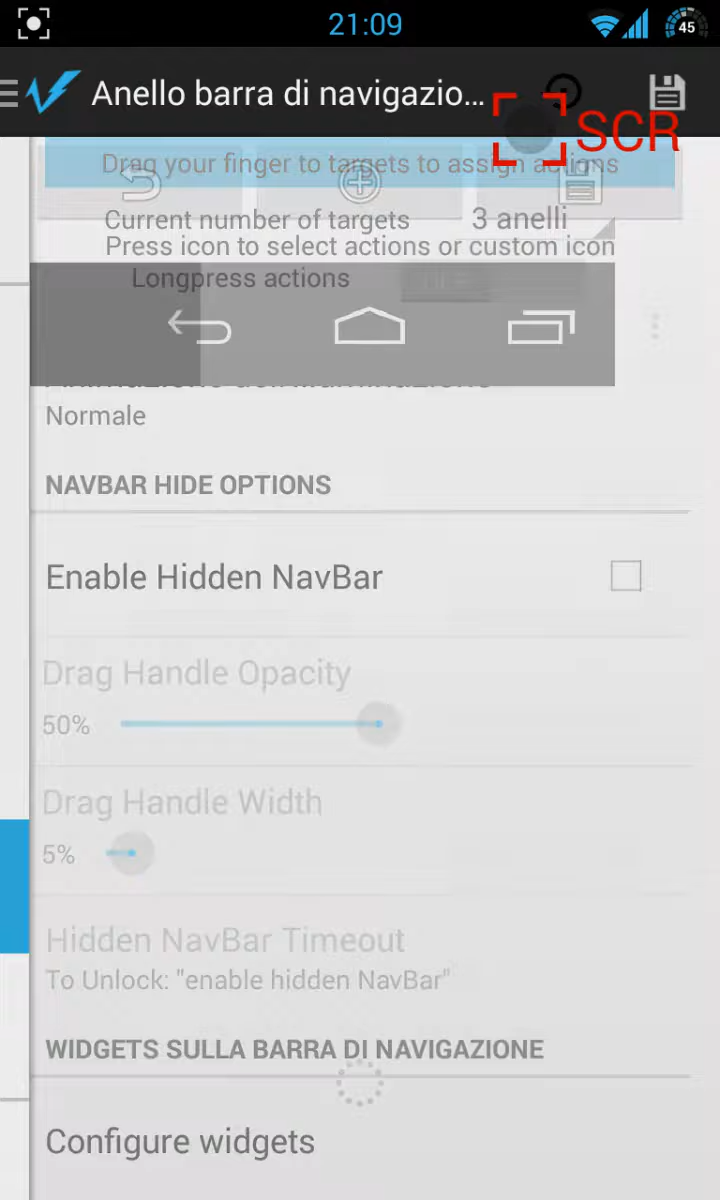 21:09
45
Anello barra di navigazio...
SCR
Drag your finger to targets to assign actions
Current number of targets
3 anelli
Press icon to select actions or custom icon
Longpress actions
Normale
NAVBAR HIDE OPTIONS
Enable Hidden NavBar
Drag Handle Opacity
50%
Drag Handle Width
5%
Hidden NavBar Timeout
To Unlock: "enable hidden NavBar"
WIDGETS SULLA BARRA DI NAVIGAZIONE
Configure widgets